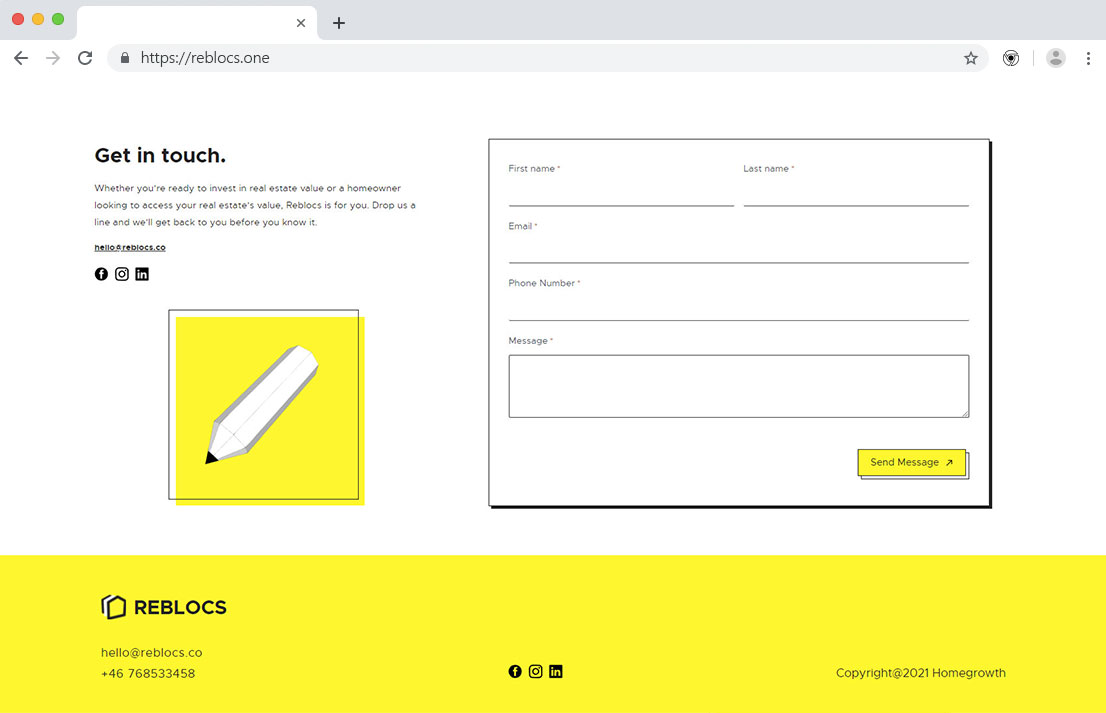 https://reblocs.one
Get in touch.
Whether you're ready to invest in real estate value or a homeowner
looking to access your real estate's value, Reblocs is for you. Drop us a
line and we'll get back to you before you know it.
hello@reblocs.co
First name *
Last name *
Email *
Phone Number *
Message *
Send Message
REBLOCS
hello@reblocs.co
+46 768533458
Copyright@2021 Homegrowth